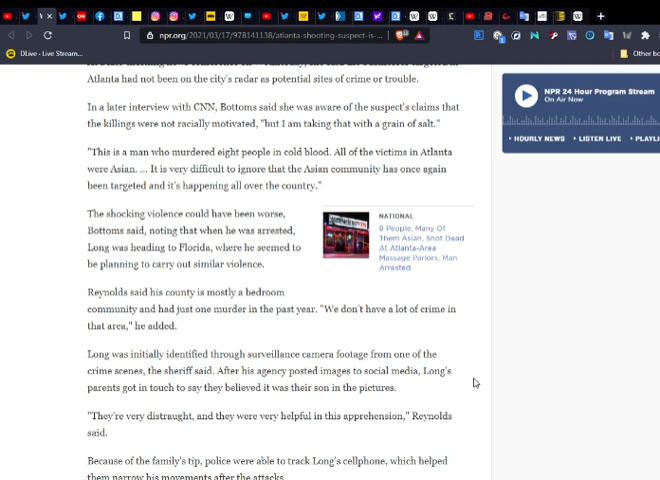 npr.org/2021/03/17/978141138/atlanta-shooting-suspect-is-...
DLive - Live Stream...
Other bo
Atlanta had not been on the city's radar as potential sites of crime or trouble.
In a later interview with CNN, Bottoms said she was aware of the suspect's claims that
the killings were not racially motivated, "but I am taking that with a grain of salt."
"This is a man who murdered eight people in cold blood. All of the victims in Atlanta
were Asian. ... It is very difficult to ignore that the Asian community has once again
been targeted and it's happening all over the country."
The shocking violence could have been worse,
Bottoms said, noting that when he was arrested,
Long was heading to Florida, where he seemed to
be planning to carry out similar violence.
NATIONAL
8 People, Many Of
Them Asian, Shot Dead
At Atlanta-Area
Massage Parlors; Man
Arrested
Reynolds said his county is mostly a bedroom
community and had just one murder in the past year. "We don't have a lot of crime in
that area," he added.
Long was initially identified through surveillance camera footage from one of the
crime scenes, the sheriff said. After his agency posted images to social media, Long's
parents got in touch to say they believed it was their son in the pictures.
"They're very distraught, and they were very helpful in this apprehension," Reynolds
said.
Because of the family's tip, police were able to track Long's cellphone, which helped
them narrow his movements after the attacks.
NPR 24 Hour Program Stream
On Air Now
HOURLY NEWS
LISTEN LIVE
PLAYLI